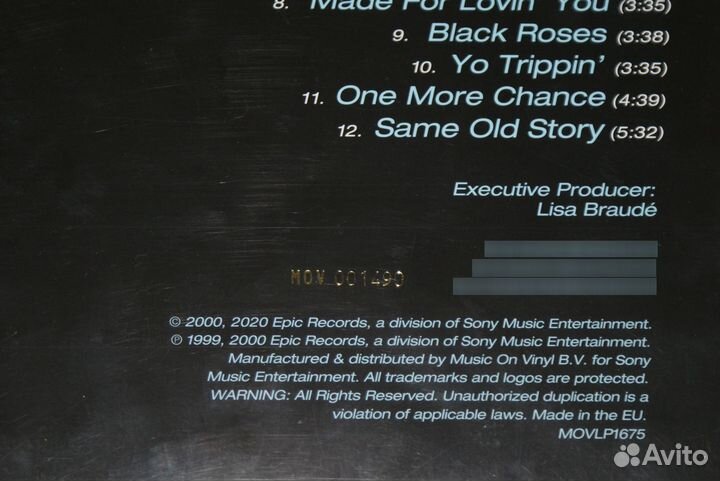 8. Made For Lovin' You (3:35)
9. Black Roses (3:38)
10. Yo Trippin' (3:35)
11. One More Chance (4:39)
12. Same Old Story (5:32)
Executive Producer:
Lisa Braudé
MOV 001490
© 2000, 2020 Epic Records, a division of Sony Music Entertainment.
℗ 1999, 2000 Epic Records, a division of Sony Music Entertainment.
Manufactured & distributed by Music On Vinyl B.V. for Sony
Music Entertainment. All trademarks and logos are protected.
WARNING: All Rights Reserved. Unauthorized duplication is a
violation of applicable laws. Made in the EU.
MOVLP1675
Avito